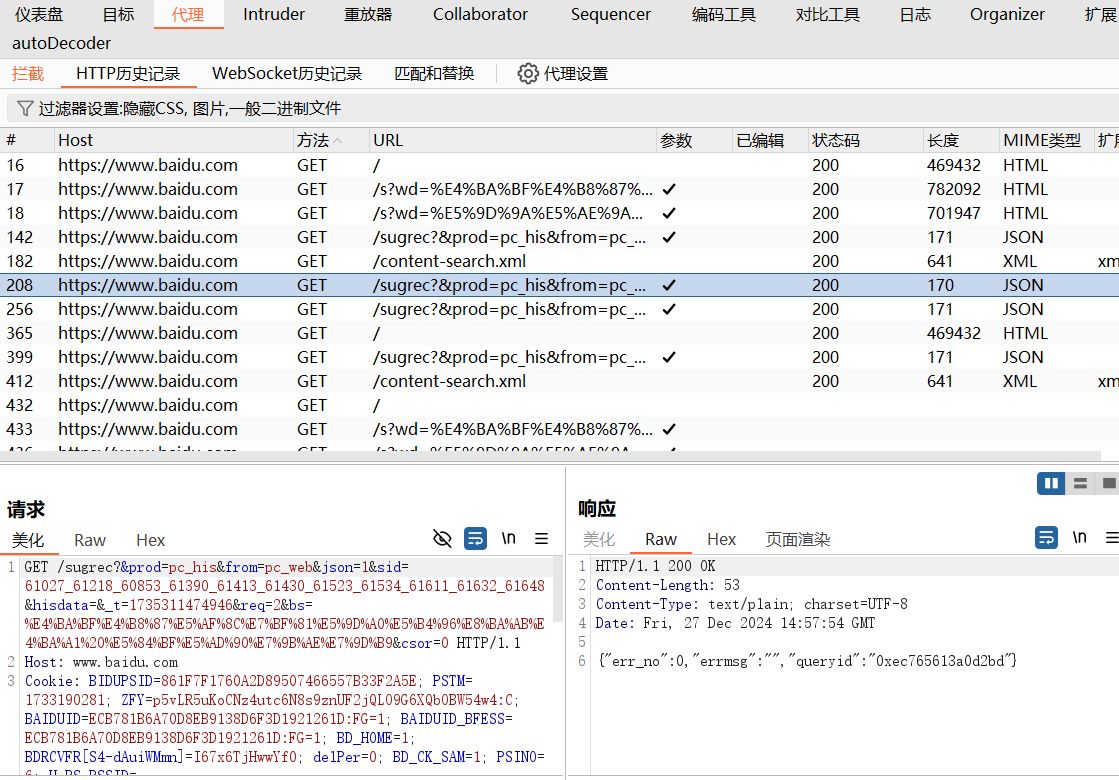 仪表盘 目标 代理 Intruder 重放器 Collaborator Sequencer 编码工具 对比工具 日志 Organizer 扩展
autoDecoder
拦截 HTTP历史记录 WebSocket历史记录 匹配和替换 代理设置
过滤器设置:隐藏CSS, 图片,一般二进制文件
# Host 方法 URL 参数 已编辑 状态码 长度 MIME类型 扩展
16 https://www.baidu.com GET / 200 469432 HTML
17 https://www.baidu.com GET /s?wd=%E4%BA%BF%E4%B8%87%... ✓ 200 782092 HTML
18 https://www.baidu.com GET /s?wd=%E5%9D%9A%E5%AE%9A... ✓ 200 701947 HTML
142 https://www.baidu.com GET /sugrec?&prod=pc_his&from=pc_... ✓ 200 171 JSON
182 https://www.baidu.com GET /content-search.xml 200 641 XML xm
208 https://www.baidu.com GET /sugrec?&prod=pc_his&from=pc_... ✓ 200 170 JSON
256 https://www.baidu.com GET /sugrec?&prod=pc_his&from=pc_... ✓ 200 171 JSON
365 https://www.baidu.com GET / 200 469432 HTML
399 https://www.baidu.com GET /sugrec?&prod=pc_his&from=pc_... ✓ 200 171 JSON
412 https://www.baidu.com GET /content-search.xml 200 641 XML xm
432 https://www.baidu.com GET /
433 https://www.baidu.com GET /s?wd=%E4%BA%BF%E4%B8%87%... ✓
请求
美化 Raw Hex \n
1 GET /sugrec?&prod=pc_his&from=pc_web&json=1&sid=
61027_61218_60853_61390_61413_61430_61523_61534_61611_61632_61648
&hisdata=&_t=1735311474946&req=2&bs=
%E4%BA%BF%E4%B8%87%E5%AF%8C%E7%BF%81%E5%9D%A0%E5%B4%96%E8%BA%AB%E
4%BA%A1%20%E5%84%BF%E5%AD%90%E7%9B%AE%E7%9D%B9&csor=0 HTTP/1.1
2 Host: www.baidu.com
3 Cookie: BIDUPSID=861F7F1760A2D89507466557B33F2A5E; PSTM=
1733190281; ZFY=p5vLR5uKoCNz4utc6N8s9znUF2jQL09G6XQb0BW54w4:C;
BAIDUID=ECB781B6A70D8EB9138D6F3D1921261D:FG=1; BAIDUID_BFESS=
ECB781B6A70D8EB9138D6F3D1921261D:FG=1; BD_HOME=1;
BDRCVFR[S4-dAuiWMmn]=I67x6TjHwwYf0; delPer=0; BD_CK_SAM=1; PSINO=
响应
美化 Raw Hex 页面渲染 \n
1 HTTP/1.1 200 OK
2 Content-Length: 53
3 Content-Type: text/plain; charset=UTF-8
4 Date: Fri, 27 Dec 2024 14:57:54 GMT
5
6 {"err_no":0,"errmsg":"","queryid":"0xec765613a0d2bd"}